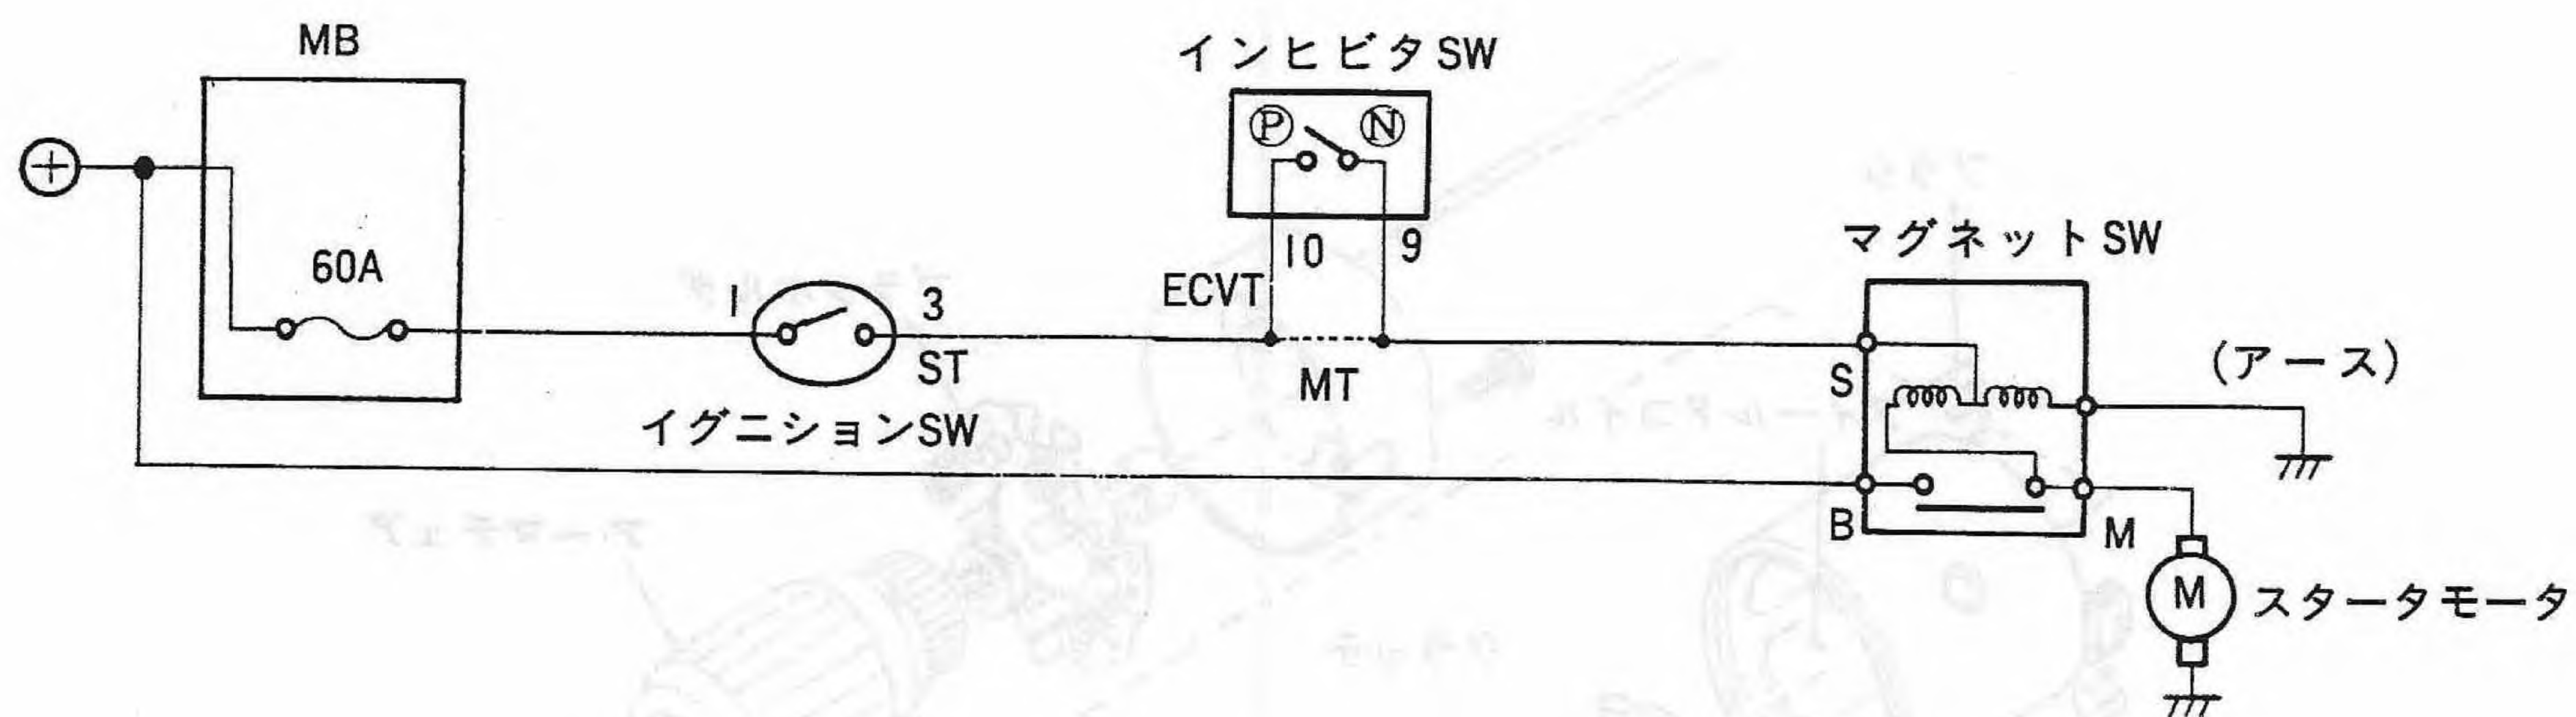 MB
インヒビタSW
Ⓟ Ⓝ
マグネットSW
60A
10 9
ECVT
1 3
ST
MT
イグニションSW
S
(アース)
B M
M スタータモータ